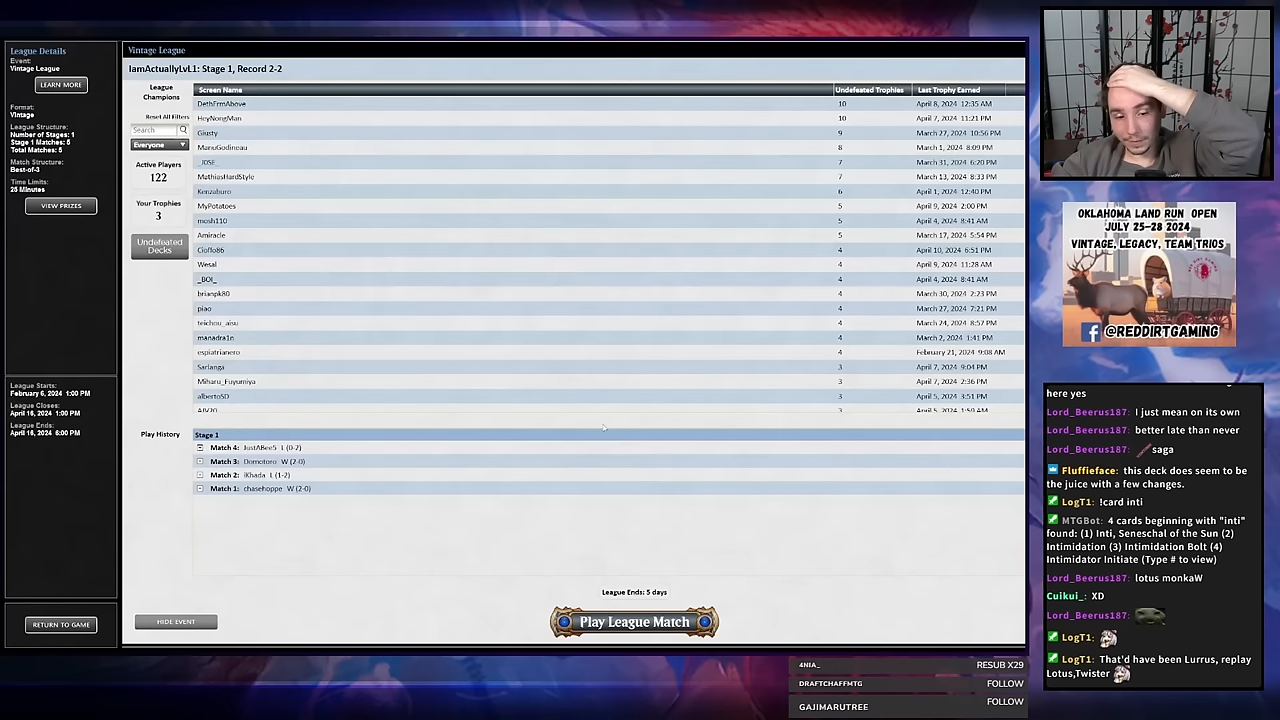 League Details
Event:
Vintage League
LEARN MORE
Format:
Vintage
League Structure:
Number of Stages: 1
Stage 1 Matches: 5
Total Matches: 5
Match Structure:
Best-of-3
Time Limits:
25 Minutes
VIEW PRIZES
League Starts:
February 6, 2024 1:00 PM
League Closes:
April 16, 2024 1:00 PM
League Ends:
April 16, 2024 6:00 PM
RETURN TO GAME
Vintage League
IamActuallyLvL1: Stage 1, Record 2-2
League
Champions
Reset All Filters
Search
Everyone
Active Players
122
Your Trophies
3
Undefeated
Decks
Screen Name Undefeated Trophies Last Trophy Earned
DethFrmAbove 10 April 8, 2024 12:35 AM
HeyNongMan 10 April 7, 2024 11:21 PM
Giusty 9 March 27, 2024 10:56 PM
ManuGodineau 8 March 1, 2024 8:09 PM
_JOSE_ 7 March 31, 2024 6:20 PM
MathiasHardStyle 7 March 13, 2024 8:33 PM
Kenzaburo 6 April 1, 2024 12:40 PM
MyPotatoes 5 April 9, 2024 2:00 PM
mosh110 5 April 4, 2024 8:41 AM
Amiracle 5 March 17, 2024 5:54 PM
Cioffo86 4 April 10, 2024 6:51 PM
Wesal 4 April 9, 2024 11:28 AM
_BOI_ 4 April 4, 2024 8:41 AM
brianpk80 4 March 30, 2024 2:23 PM
piao 4 March 27, 2024 7:21 PM
teichou_aisu 4 March 24, 2024 8:57 PM
manadra1n 4 March 2, 2024 1:41 PM
espiatrianero 4 February 21, 2024 9:08 AM
Sarlanga 3 April 7, 2024 9:04 PM
Miharu_Fuyumiya 3 April 7, 2024 2:36 PM
albertoSD 3 April 5, 2024 3:51 PM
Play History
Stage 1
Match 4: JustABee5 L (0-2)
Match 3: Domotoro W (2-0)
Match 2: iKhada L (1-2)
Match 1: chasehoppe W (2-0)
League Ends: 5 days
HIDE EVENT
Play League Match
OKLAHOMA LAND RUN OPEN
JULY 25-28 2024
VINTAGE, LEGACY, TEAM TRIOS
f @REDDIRTGAMING
here yes
Lord_Beerus187: I just mean on its own
Lord_Beerus187: better late than never
Lord_Beerus187: saga
Fluffieface: this deck does seem to be
the juice with a few changes.
LogT1: !card inti
MTGBot: 4 cards beginning with "inti"
found: (1) Inti, Seneschal of the Sun (2)
Intimidation (3) Intimidation Bolt (4)
Intimidator Initiate (Type # to view)
Lord_Beerus187: lotus monkaW
Cuikui_: XD
Lord_Beerus187:
LogT1:
LogT1: That'd have been Lurrus, replay
Lotus,Twister
4NIA_ RESUB X29
DRAFTCHAFFMTG FOLLOW
GAJIMARUTREE FOLLOW